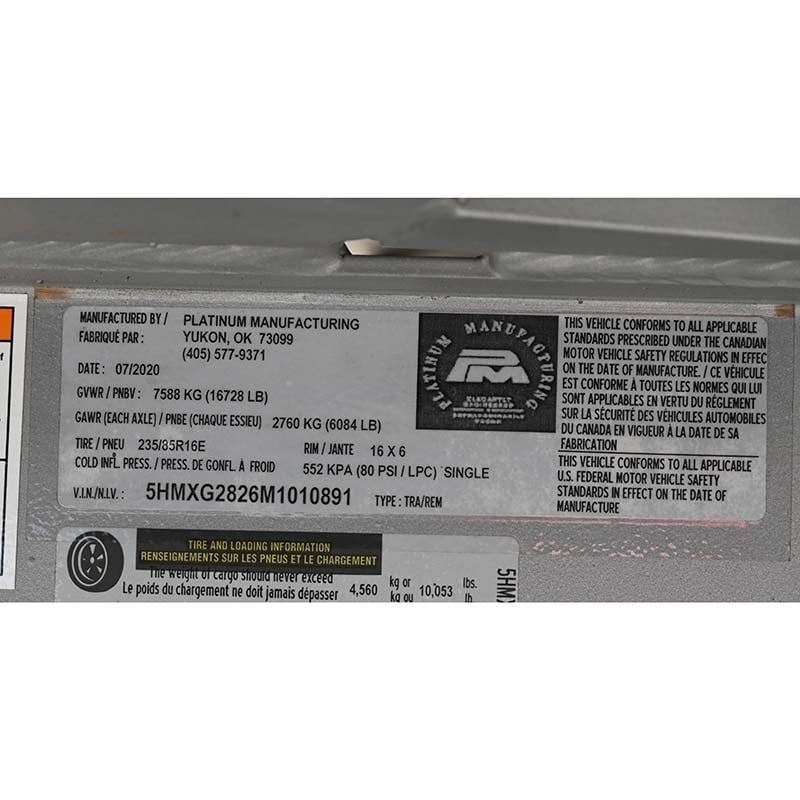 MANUFACTURED BY / PLATINUM MANUFACTURING
FABRIQUÉ PAR : YUKON, OK 73099
(405) 577-9371
DATE : 07/2020
GVWR / PNBV : 7588 KG (16728 LB)
GAWR (EACH AXLE) / PNBE (CHAQUE ESSIEU) 2760 KG (6084 LB)
TIRE / PNEU 235/85R16E RIM / JANTE 16 X 6
COLD INFL. PRESS. / PRESS. DE GONFL. À FROID 552 KPA (80 PSI / LPC) SINGLE
V.I.N./N.I.V. : 5HMXG2826M1010891 TYPE : TRA/REM
PLATINUM MANUFACTURING
PM
THIS VEHICLE CONFORMS TO ALL APPLICABLE
STANDARDS PRESCRIBED UNDER THE CANADIAN
MOTOR VEHICLE SAFETY REGULATIONS IN EFFEC
ON THE DATE OF MANUFACTURE. / CE VÉHICULE
EST CONFORME À TOUTES LES NORMES QUI LUI
SONT APPLICABLES EN VERTU DU RÈGLEMENT
SUR LA SÉCURITÉ DES VÉHICULES AUTOMOBILES
DU CANADA EN VIGUEUR À LA DATE DE SA
FABRICATION
THIS VEHICLE CONFORMS TO ALL APPLICABLE
U.S. FEDERAL MOTOR VEHICLE SAFETY
STANDARDS IN EFFECT ON THE DATE OF
MANUFACTURE
TIRE AND LOADING INFORMATION
RENSEIGNEMENTS SUR LES PNEUS ET LE CHARGEMENT
The weight of cargo should never exceed
Le poids du chargement ne doit jamais dépasser 4,560 kg or
kg ou 10,053 lbs.
lb
5HMX